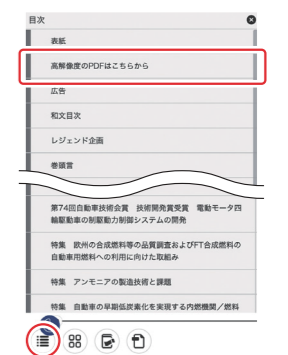 目次
表紙
高解像度のPDFはこちらから
広告
和文目次
レジェンド企画
巻頭言
第74回自動車技術会賞 技術開発賞受賞 電動モータ四
輪駆動車の制駆動力制御システムの開発
特集 欧州の合成燃料等の品質調査およびFT合成燃料の
自動車用燃料への利用に向けた取組み
特集 アンモニアの製造技術と課題
特集 自動車の早期低炭素化を実現する内燃機関／燃料